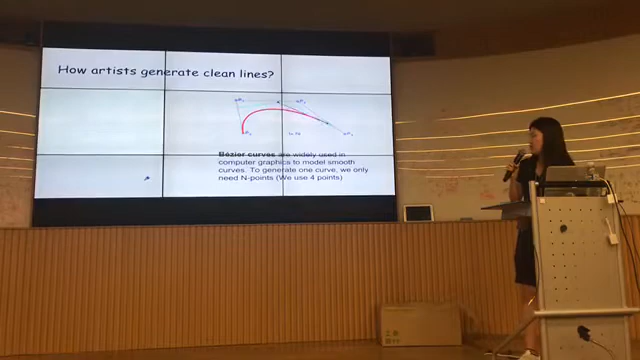 How artists generate clean lines?
Bézier curves are widely used in
computer graphics to model smooth
curves. To generate one curve, we only
need N-points (We use 4 points)